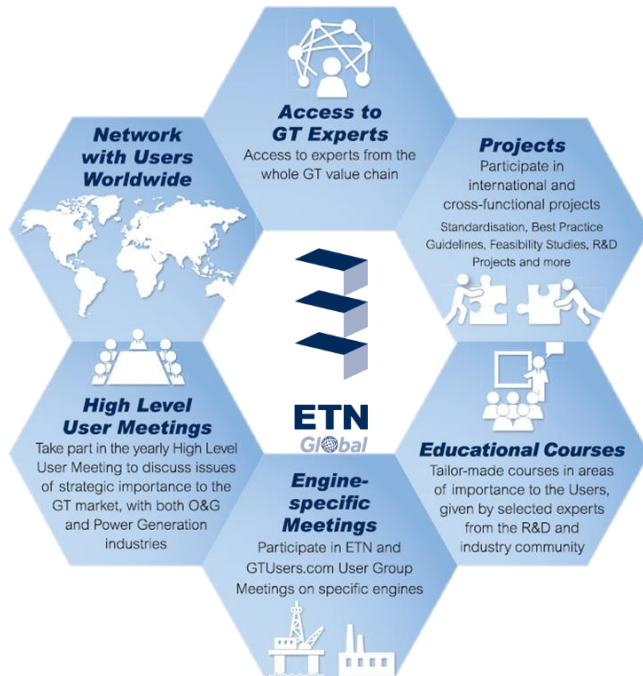 Access to
GT Experts
Access to experts from the
whole GT value chain
Network
with Users
Worldwide
Projects
Participate in
international and
cross-functional projects
Standardisation, Best Practice
Guidelines, Feasibility Studies, R&D
Projects and more
ETN
Global
High Level
User Meetings
Take part in the yearly High Level
User Meeting to discuss issues
of strategic importance to the
GT market, with both O&G
and Power Generation
industries
Educational Courses
Tailor-made courses in areas
of importance to the Users,
given by selected experts
from the R&D and
industry community
Engine-
specific
Meetings
Participate in ETN and
GTUsers.com User Group
Meetings on specific engines